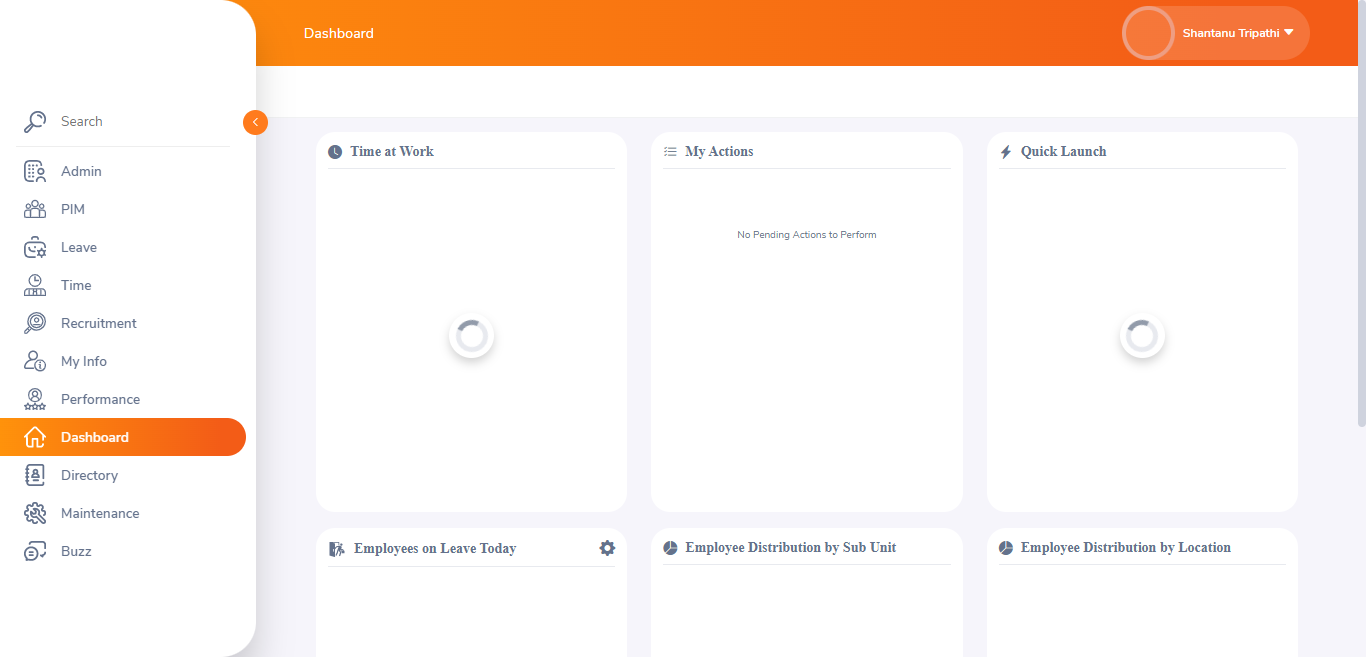 Dashboard
Shantanu Tripathi
Search
Admin
PIM
Leave
Time
Recruitment
My Info
Performance
Dashboard
Directory
Maintenance
Buzz
Time at Work
My Actions
Quick Launch
No Pending Actions to Perform
Employees on Leave Today
Employee Distribution by Sub Unit
Employee Distribution by Location